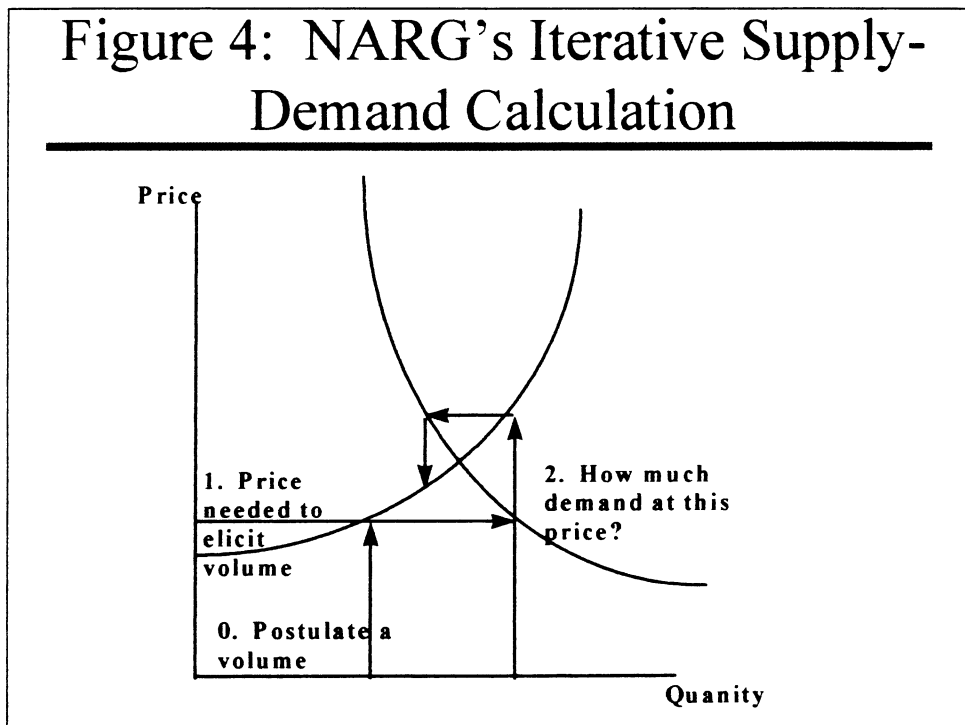 Figure 4: NARG's Iterative Supply-
Demand Calculation
Price
1. Price
needed to
elicit
volume
2. How much
demand at this
price?
0. Postulate a
volume
Quanity